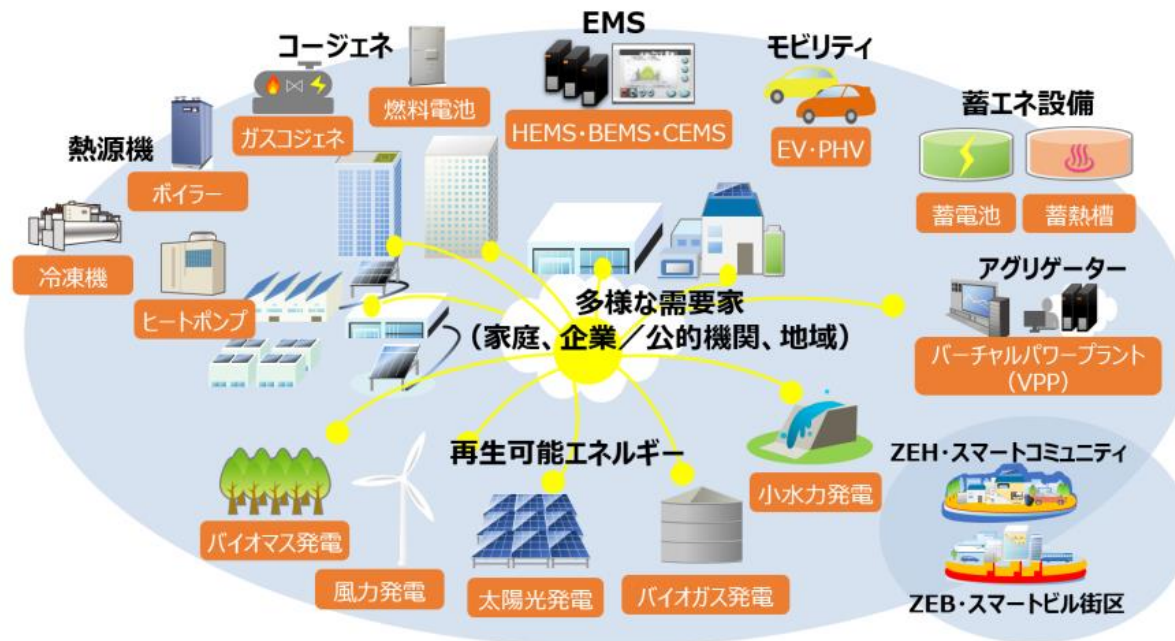 コージェネ
ガスコジェネ
燃料電池
EMS
HEMS・BEMS・CEMS
モビリティ
EV・PHV
蓄エネ設備
蓄電池
蓄熱槽
熱源機
ボイラー
冷凍機
ヒートポンプ
多様な需要家
（家庭、企業／公的機関、地域）
アグリゲーター
バーチャルパワープラント
（VPP）
再生可能エネルギー
バイオマス発電
風力発電
太陽光発電
バイオガス発電
小水力発電
ZEH・スマートコミュニティ
ZEB・スマートビル街区